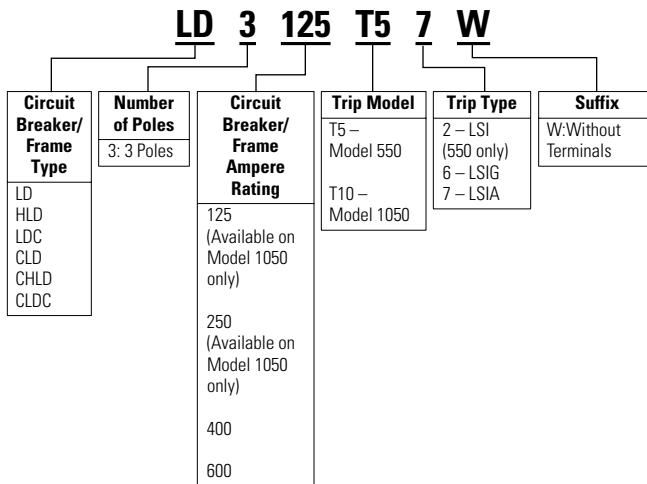 LD 3 125 T5 7 W
Circuit
Breaker/
Frame
Type
LD
HLD
LDC
CLD
CHLD
CLDC
Number
of Poles
3: 3 Poles
Circuit
Breaker/
Frame
Ampere
Rating
125
(Available on
Model 1050
only)
250
(Available on
Model 1050
only)
400
600
Trip Model
T5 –
Model 550
T10 –
Model 1050
Trip Type
2 – LSI
(550 only)
6 – LSIG
7 – LSIA
Suffix
W:Without
Terminals